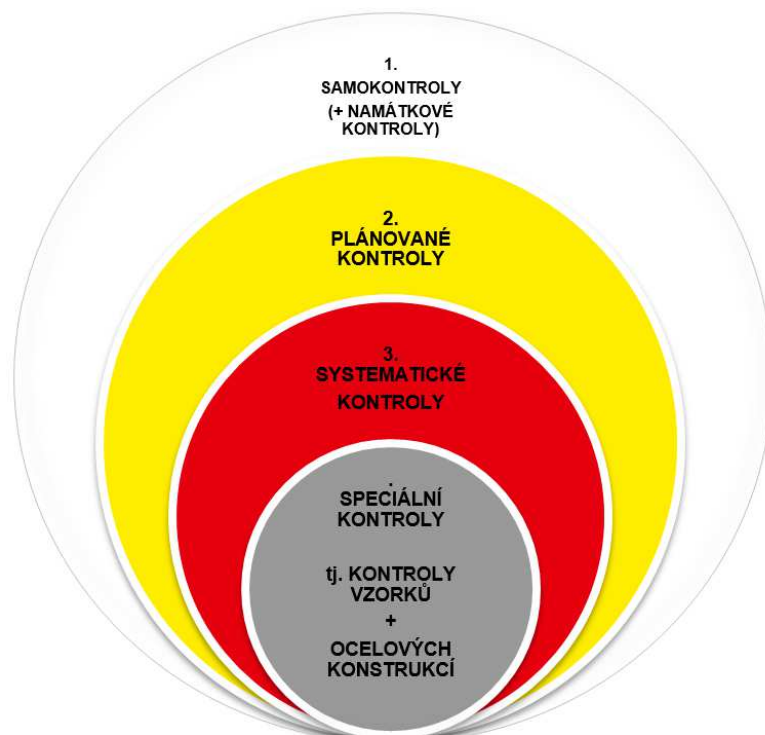 1.
SAMOKONTROLY
(+ NAMÁTKOVÉ
KONTROLY)
2.
PLÁNOVANÉ
KONTROLY
3.
SYSTEMATICKÉ
KONTROLY
.
SPECIÁLNÍ
KONTROLY
tj. KONTROLY
VZORKŮ
+
OCELOVÝCH
KONSTRUKCÍ